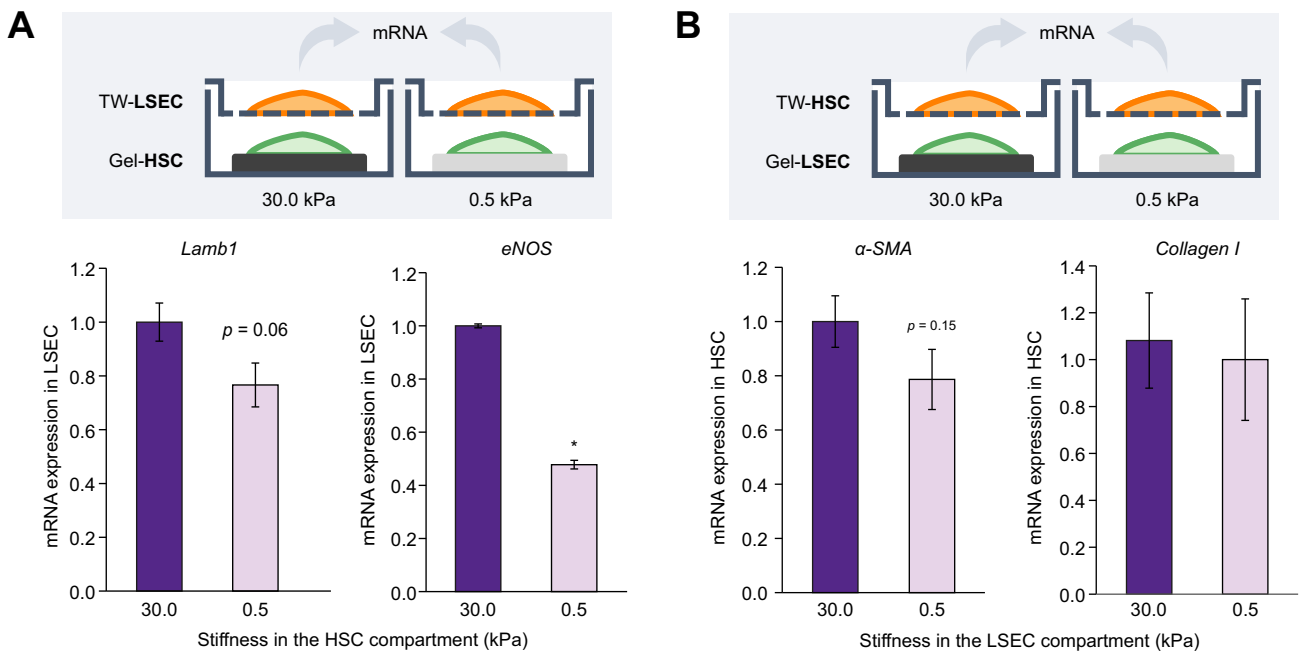 A
mRNA
TW-LSEC
Gel-HSC
30.0 kPa
0.5 kPa
Lamb1
mRNA expression in LSEC
1.2
1.0
0.8
0.6
0.4
0.2
0.0
p = 0.06
30.0
0.5
eNOS
mRNA expression in LSEC
1.2
1.0
0.8
0.6
0.4
0.2
0.0
*
30.0
0.5
Stiffness in the HSC compartment (kPa)
B
mRNA
TW-HSC
Gel-LSEC
30.0 kPa
0.5 kPa
α-SMA
mRNA expression in HSC
1.2
1.0
0.8
0.6
0.4
0.2
0.0
p = 0.15
30.0
0.5
Collagen I
mRNA expression in HSC
1.4
1.2
1.0
0.8
0.6
0.4
0.2
0.0
30.0
0.5
Stiffness in the LSEC compartment (kPa)